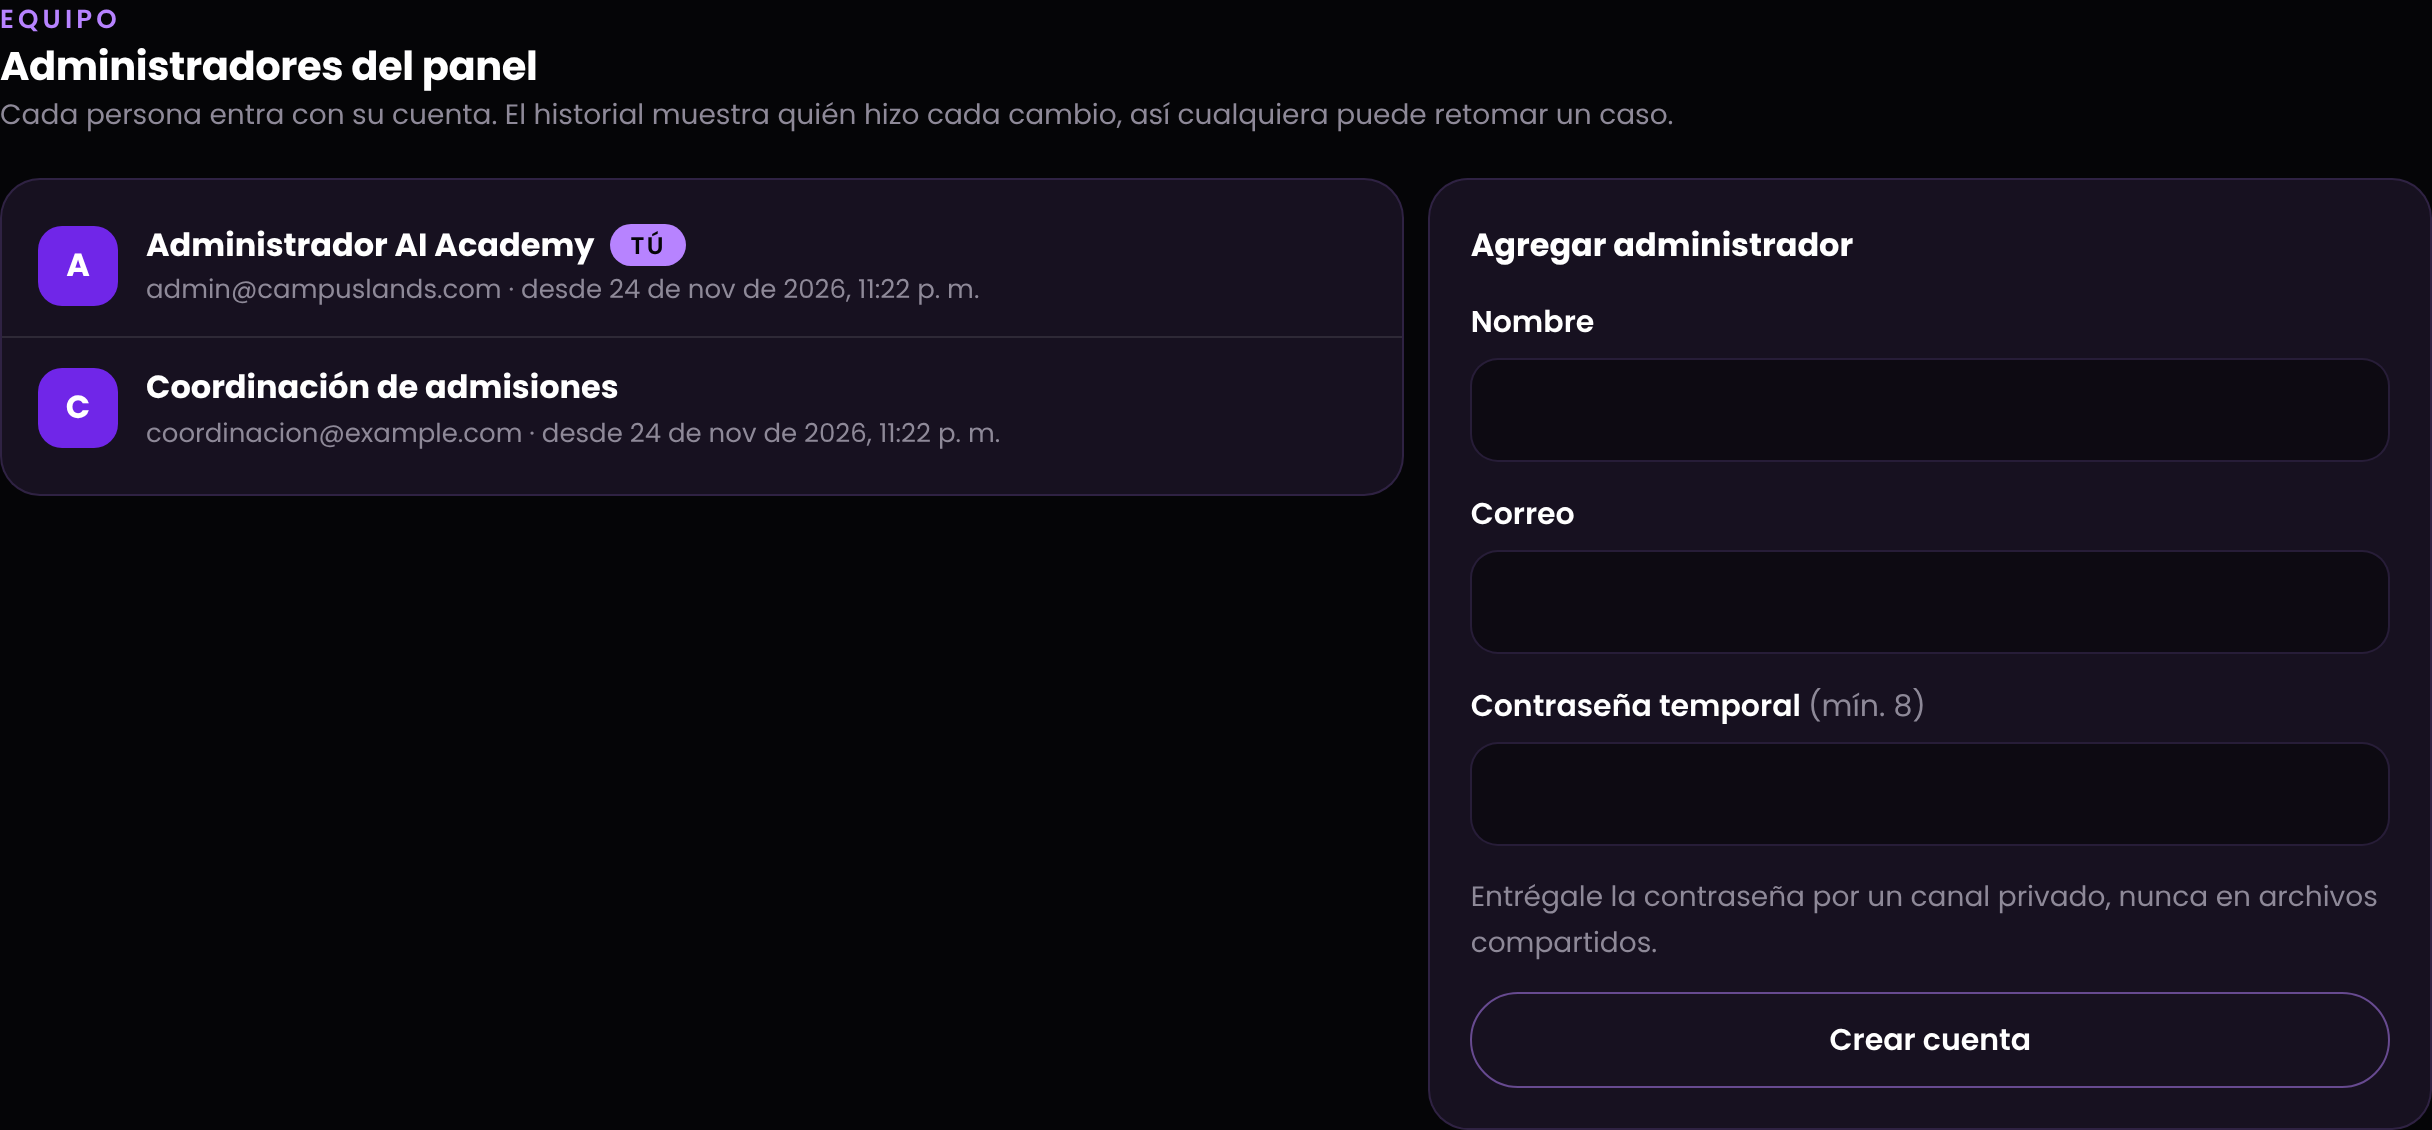 EQUIPO
Administradores del panel
Cada persona entra con su cuenta. El historial muestra quién hizo cada cambio, así cualquiera puede retomar un caso.
A
Administrador AI Academy TÚ
admin@campuslands.com · desde 24 de nov de 2026, 11:22 p. m.
C
Coordinación de admisiones
coordinacion@example.com · desde 24 de nov de 2026, 11:22 p. m.
Agregar administrador
Nombre
Correo
Contraseña temporal (mín. 8)
Entrégale la contraseña por un canal privado, nunca en archivos
compartidos.
Crear cuenta